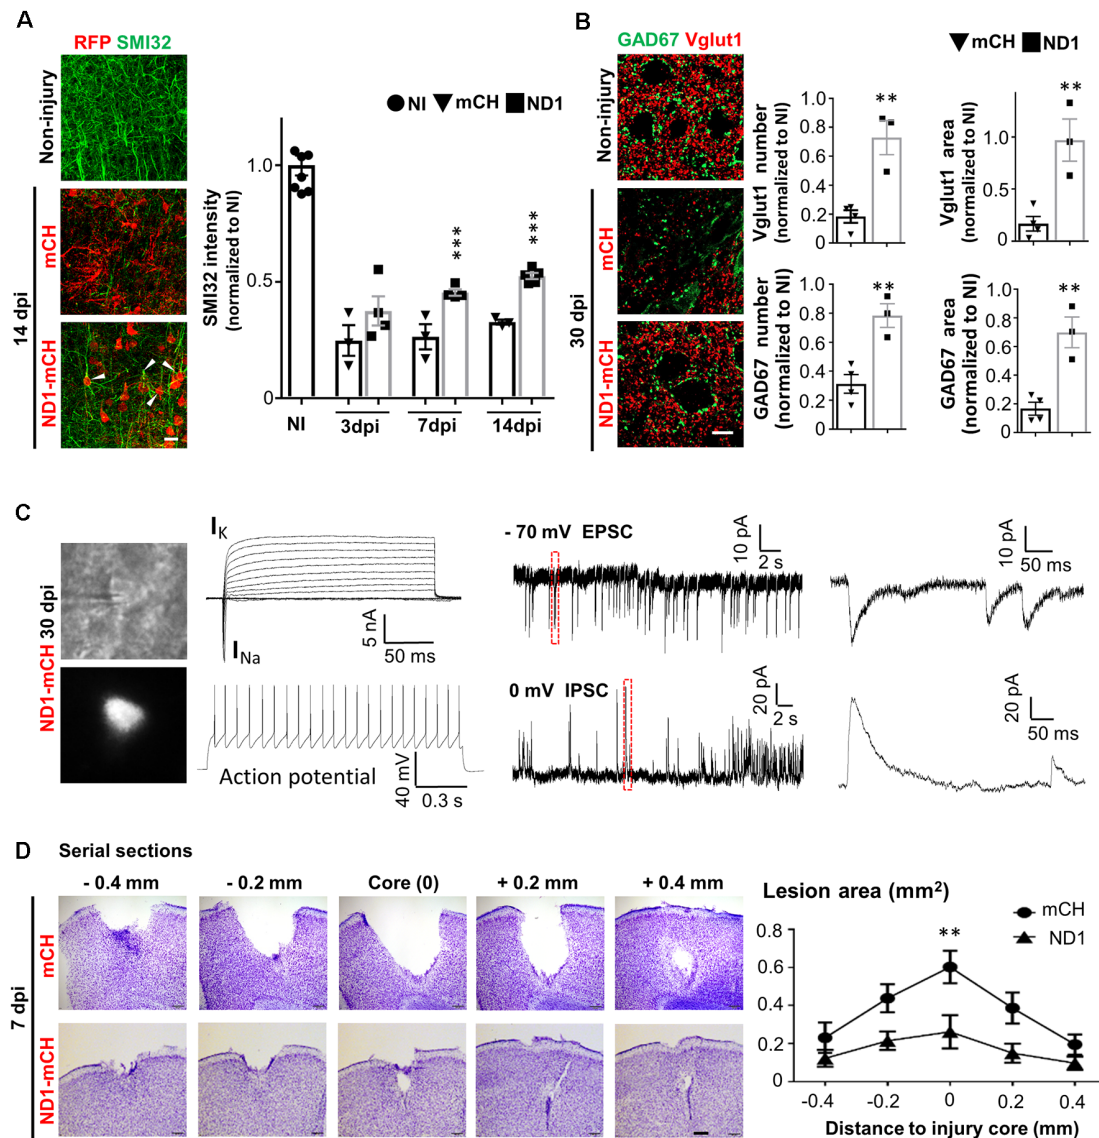 A
RFP SMI32
Non-injury
mCH
ND1-mCH
14 dpi
NI mCH ND1
SMI32 intensity
(normalized to NI)
1.0
0.5
0
***
***
NI
3dpi
7dpi
14dpi
B
GAD67 Vglut1
Non-injury
mCH
ND1-mCH
30 dpi
mCH ND1
Vglut1 number
(normalized to NI)
1.0
0.8
0.6
0.4
0.2
0
**
Vglut1 area
(normalized to NI)
1.0
0.5
0
**
GAD67 number
(normalized to NI)
1.0
0.8
0.6
0.4
0.2
0
**
GAD67 area
(normalized to NI)
1.0
0.8
0.6
0.4
0.2
0
**
C
ND1-mCH 30 dpi
IK
INa
5 nA
50 ms
Action potential
40 mV
0.3 s
- 70 mV EPSC
10 pA
2 s
10 pA
50 ms
0 mV IPSC
20 pA
2 s
20 pA
50 ms
D
Serial sections
- 0.4 mm
- 0.2 mm
Core (0)
+ 0.2 mm
+ 0.4 mm
mCH
ND1-mCH
7 dpi
Lesion area (mm²)
mCH
ND1
**
0.8
0.6
0.4
0.2
0
-0.4
-0.2
0
0.2
0.4
Distance to injury core (mm)